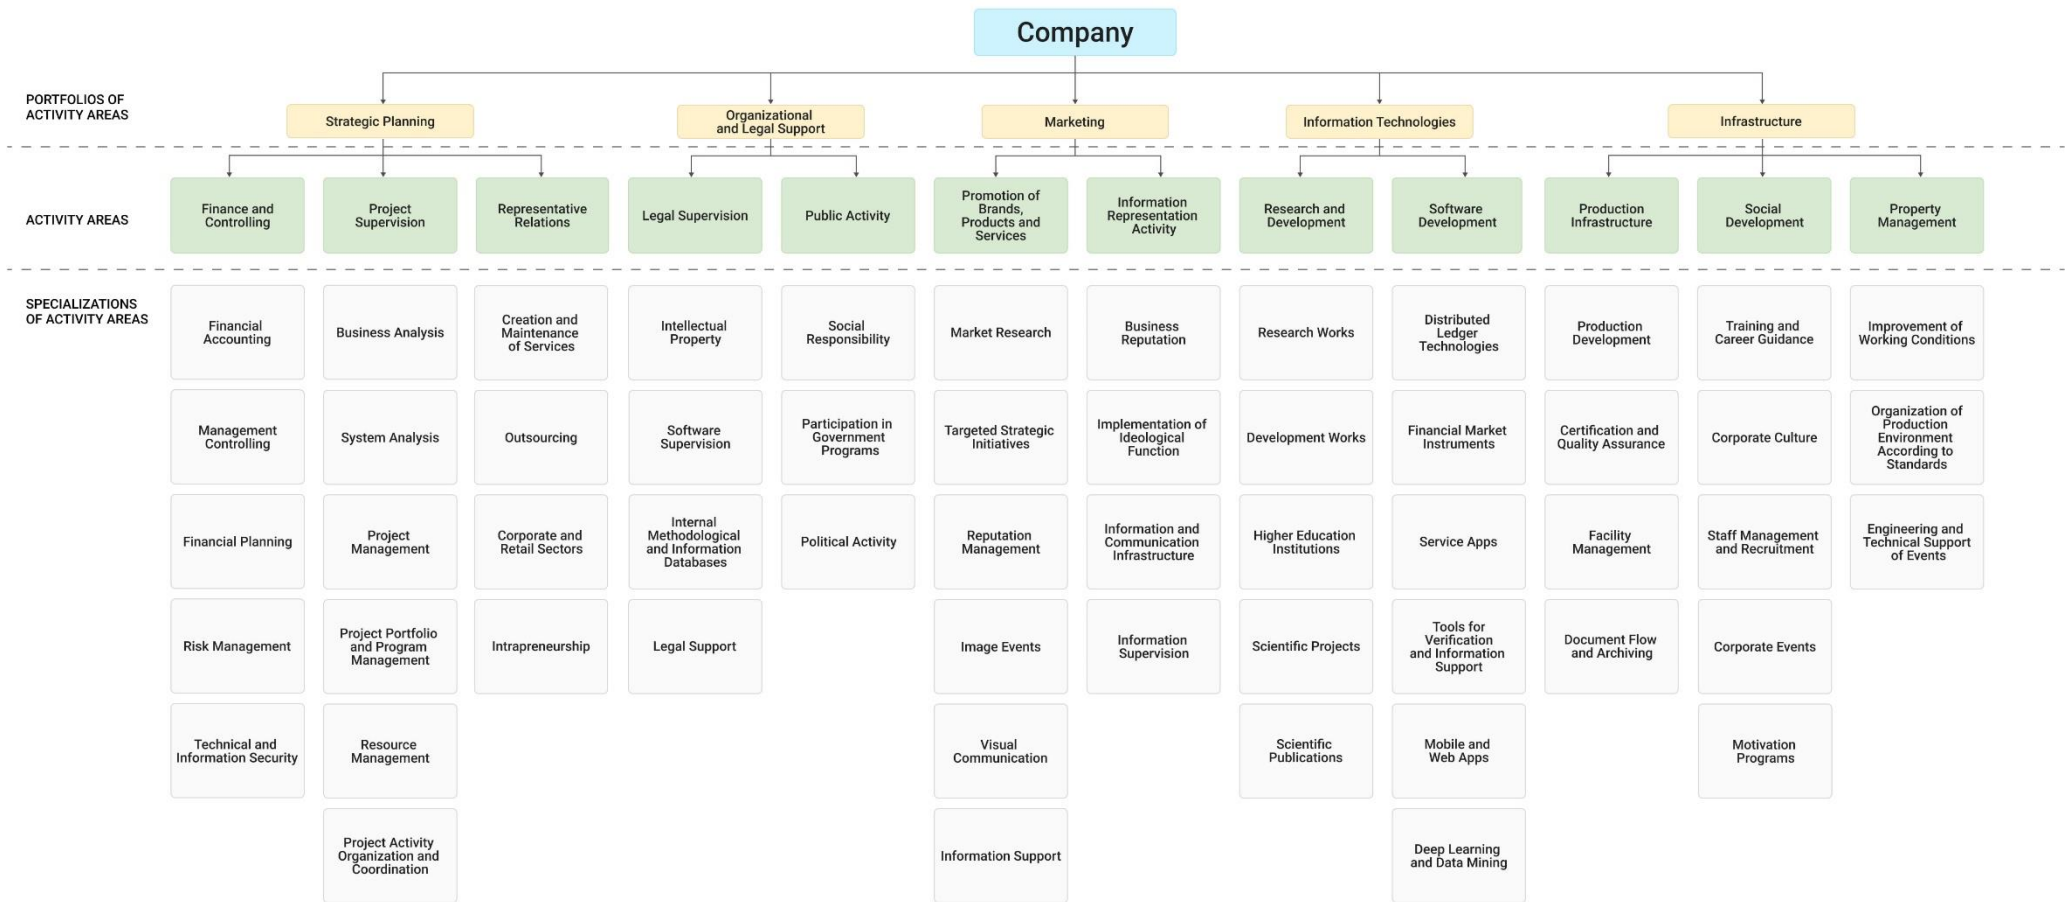 Company
PORTFOLIOS OF
ACTIVITY AREAS
Strategic Planning
Organizational
and Legal Support
Marketing
Information Technologies
Infrastructure
ACTIVITY AREAS
Finance and
Controlling
Project
Supervision
Representative
Relations
Legal Supervision
Public Activity
Promotion of
Brands,
Products and
Services
Information
Representation
Activity
Research and
Development
Software
Development
Production
Infrastructure
Social
Development
Property
Management
SPECIALIZATIONS
OF ACTIVITY AREAS
Financial
Accounting
Business Analysis
Creation and
Maintenance
of Services
Intellectual
Property
Social
Responsibility
Market Research
Business
Reputation
Research Works
Distributed
Ledger
Technologies
Production
Development
Training and
Career Guidance
Improvement of
Working Conditions
Management
Controlling
System Analysis
Outsourcing
Software
Supervision
Participation in
Government
Programs
Targeted Strategic
Initiatives
Implementation of
Ideological
Function
Development Works
Financial Market
Instruments
Certification and
Quality Assurance
Corporate Culture
Organization of
Production
Environment
According to
Standards
Financial Planning
Project
Management
Corporate and
Retail Sectors
Internal
Methodological
and Information
Databases
Political Activity
Reputation
Management
Information and
Communication
Infrastructure
Higher Education
Institutions
Service Apps
Facility
Management
Staff Management
and Recruitment
Engineering and
Technical Support
of Events
Risk Management
Project Portfolio
and Program
Management
Intrapreneurship
Legal Support
Image Events
Information
Supervision
Scientific Projects
Tools for
Verification
and Information
Support
Document Flow
and Archiving
Corporate Events
Technical and
Information Security
Resource
Management
Visual
Communication
Scientific
Publications
Mobile and
Web Apps
Motivation
Programs
Project Activity
Organization and
Coordination
Information Support
Deep Learning
and Data Mining